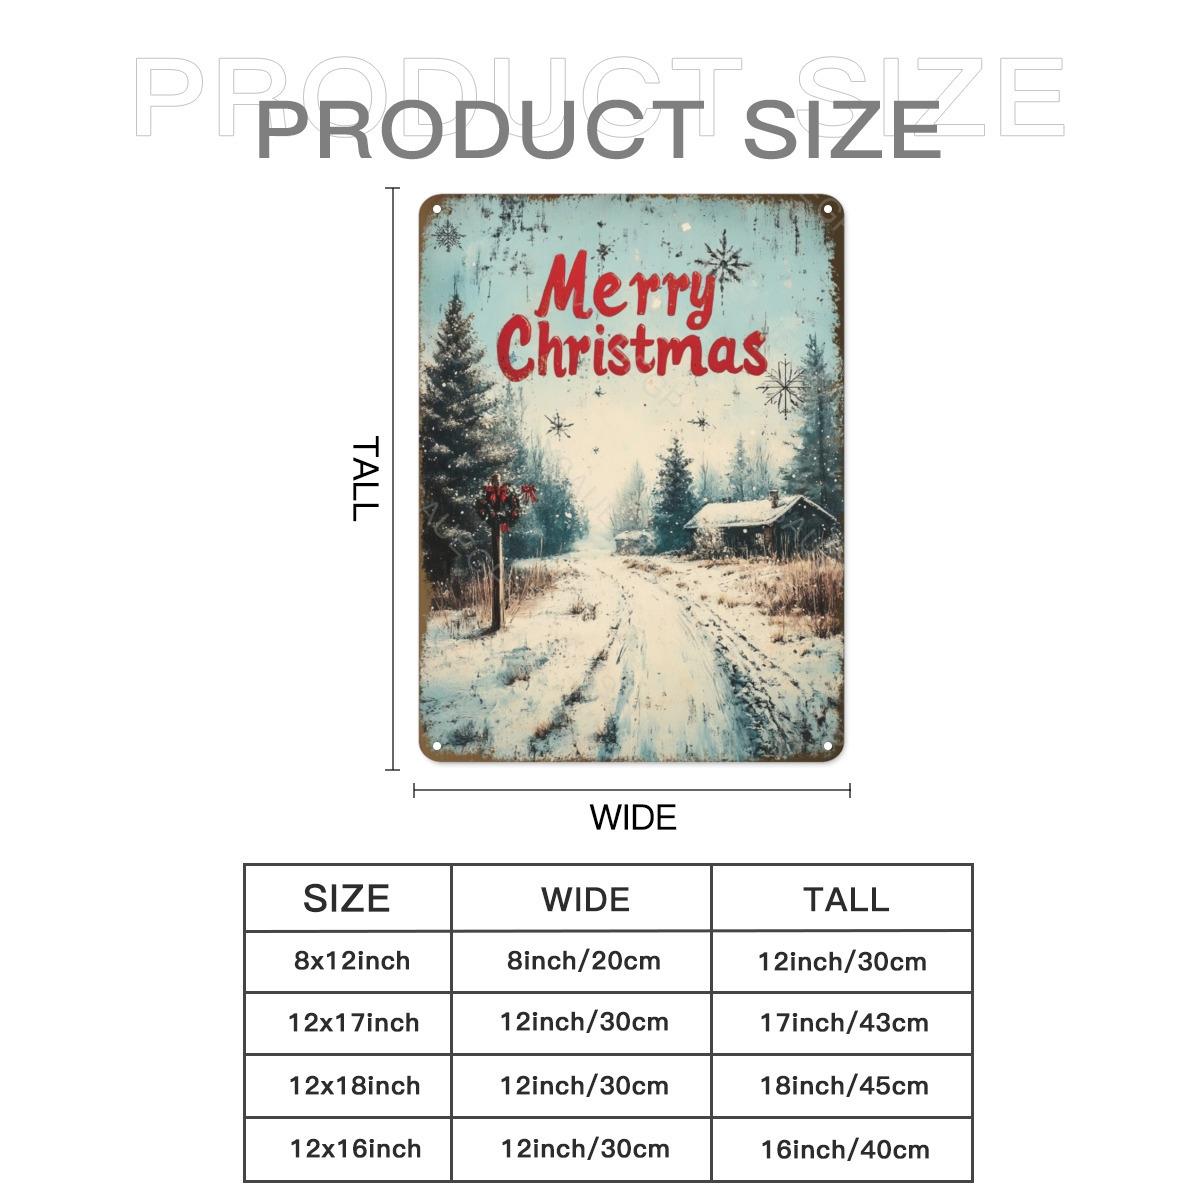 PRODUCT SIZE
PRODUCT SIZE
Merry
Christmas
TALL
WIDE
SIZE WIDE TALL
8x12inch 8inch/20cm 12inch/30cm
12x17inch 12inch/30cm 17inch/43cm
12x18inch 12inch/30cm 18inch/45cm
12x16inch 12inch/30cm 16inch/40cm